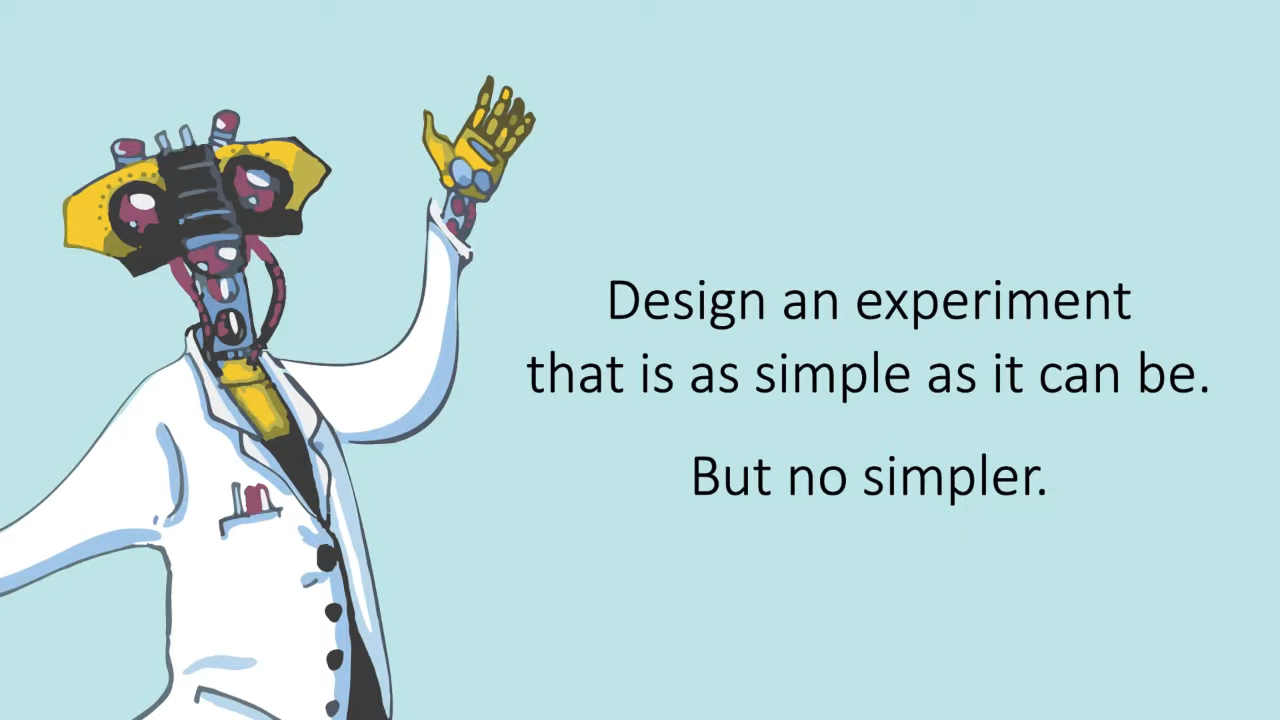 Design an experiment
that is as simple as it can be.
But no simpler.